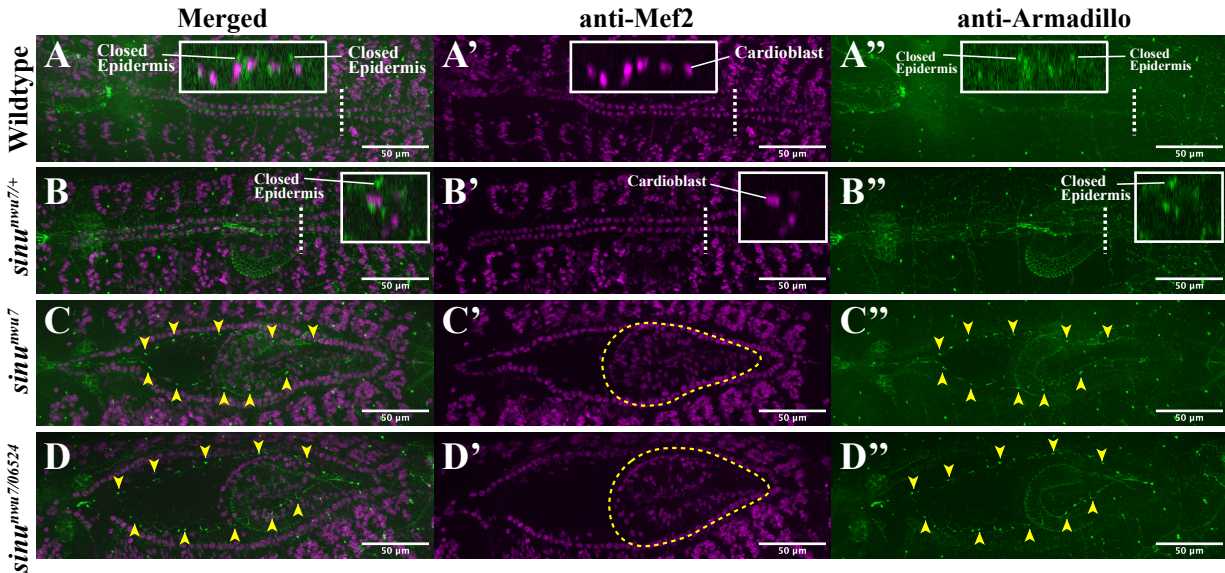 Merged anti-Mef2 anti-Armadillo
Wildtype
A Closed Epidermis Closed Epidermis 50 μm
A' Cardioblast 50 μm
A'' Closed Epidermis Closed Epidermis 50 μm
sinu^nwu7/+
B Closed Epidermis 50 μm
B' Cardioblast 50 μm
B'' Closed Epidermis 50 μm
sinu^nwu7
C 50 μm
C' 50 μm
C'' 50 μm
sinu^nwu7/06524
D 50 μm
D' 50 μm
D'' 50 μm